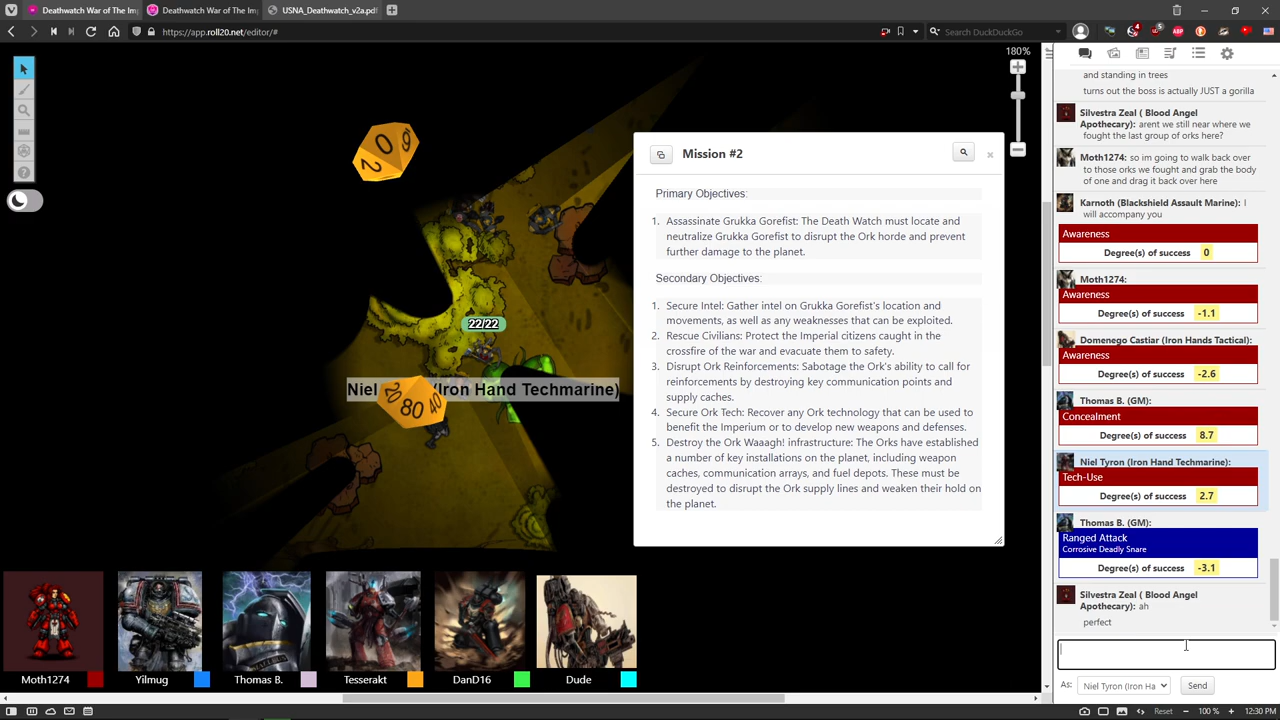 Deathwatch War of The Im
Deathwatch War of The Im
USNA_Deathwatch_v2a.pdf
https://app.roll20.net/editor/#
Search DuckDuckGo
180%
0
2
22/22
Niel
(Iron Hand Techmarine)
20
80
40
Mission #2
Primary Objectives:
1. Assassinate Grukka Gorefist: The Death Watch must locate and
neutralize Grukka Gorefist to disrupt the Ork horde and prevent
further damage to the planet.
Secondary Objectives:
1. Secure Intel: Gather intel on Grukka Gorefist's location and
movements, as well as any weaknesses that can be exploited.
2. Rescue Civilians: Protect the Imperial citizens caught in the
crossfire of the war and evacuate them to safety.
3. Disrupt Ork Reinforcements: Sabotage the Ork's ability to call for
reinforcements by destroying key communication points and
supply caches.
4. Secure Ork Tech: Recover any Ork technology that can be used to
benefit the Imperium or to develop new weapons and defenses.
5. Destroy the Ork Waaagh! infrastructure: The Orks have established
a number of key installations on the planet, including weapon
caches, communication arrays, and fuel depots. These must be
destroyed to disrupt the Ork supply lines and weaken their hold on
the planet.
and standing in trees
turns out the boss is actually JUST a gorilla
Silvestra Zeal ( Blood Angel
Apothecary): arent we still near where we
fought the last group of orks here?
Moth1274: so im going to walk back over
to those orks we fought and grab the body
of one and drag it back over here
Karnoth (Blackshield Assault Marine): I
will accompany you
Awareness
Degree(s) of success 0
Moth1274:
Awareness
Degree(s) of success -1.1
Domenego Castiar (Iron Hands Tactical):
Awareness
Degree(s) of success -2.6
Thomas B. (GM):
Concealment
Degree(s) of success 8.7
Niel Tyron (Iron Hand Techmarine):
Tech-Use
Degree(s) of success 2.7
Thomas B. (GM):
Ranged Attack
Corrosive Deadly Snare
Degree(s) of success -3.1
Silvestra Zeal ( Blood Angel
Apothecary): ah
perfect
As: Niel Tyron (Iron Ha Send
Moth1274
Yilmug
Thomas B.
Tesserakt
DanD16
Dude
Reset 100 % 12:30 PM